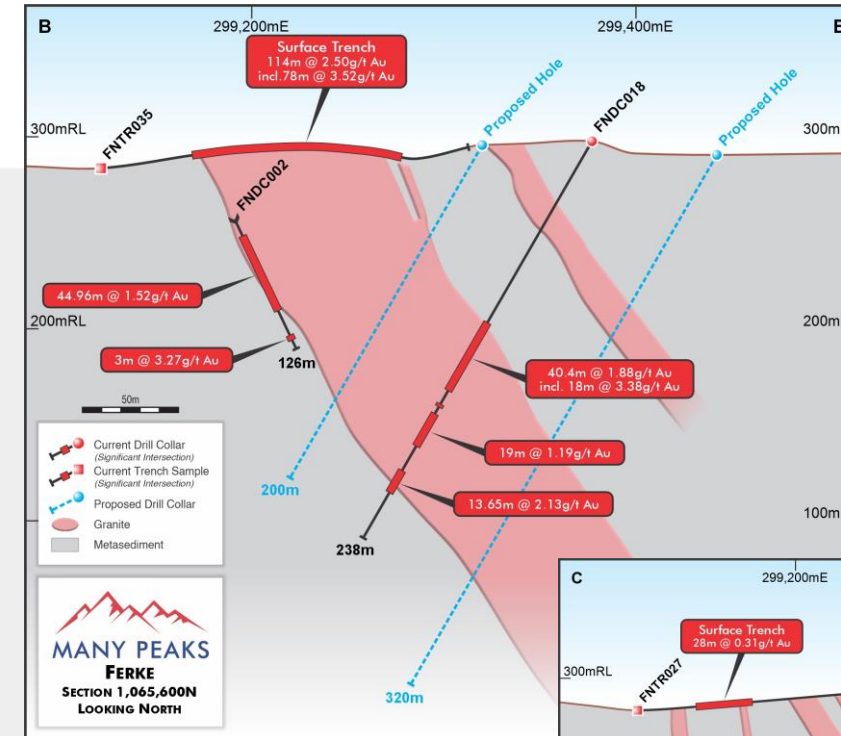 B
299,200mE
299,400mE
E
Surface Trench
114m @ 2.50g/t Au
incl.78m @ 3.52g/t Au
Proposed Hole
FNDC018
Proposed Hole
300mRL
FNTR035
300m
FNDC002
44.96m @ 1.52g/t Au
200mRL
200m
3m @ 3.27g/t Au
126m
40.4m @ 1.88g/t Au
incl. 18m @ 3.38g/t Au
50m
19m @ 1.19g/t Au
Current Drill Collar
(Significant Intersection)
Current Trench Sample
(Significant Intersection)
Proposed Drill Collar
Granite
Metasediment
200m
13.65m @ 2.13g/t Au
100m
238m
MANY PEAKS
FERKE
SECTION 1,065,600N
LOOKING NORTH
320m
C
299,200mE
Surface Trench
28m @ 0.31g/t Au
300mRL
FNTR027